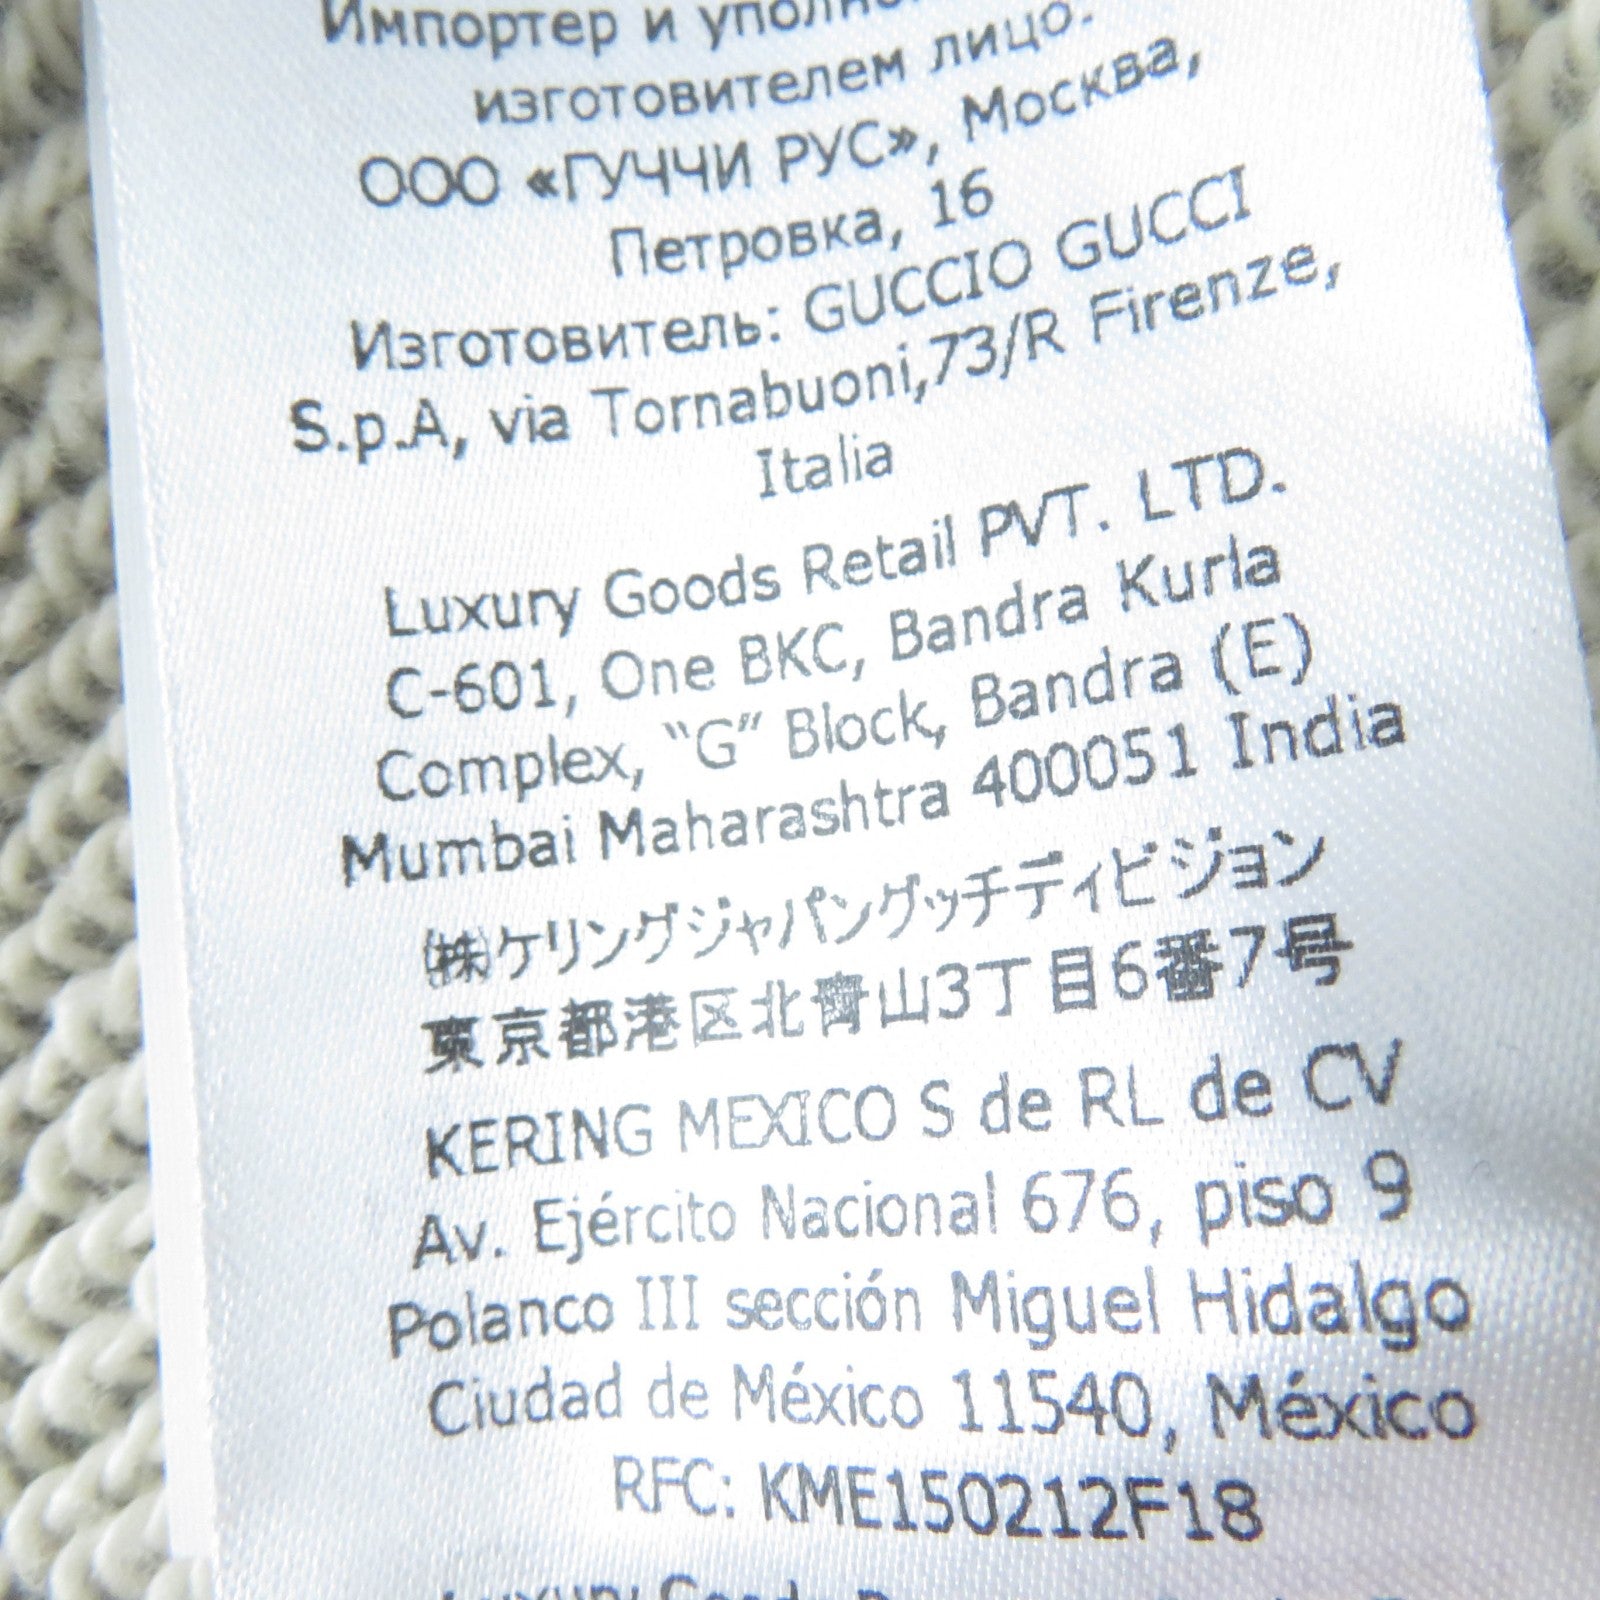 Импортер и
изготовителем лицо:
ООО «ГУЧЧИ РУС», Москва,
Петровка, 16
Изготовитель: GUCCIO GUCCI
S.p.A, via Tornabuoni,73/R Firenze,
Italia
Luxury Goods Retail PVT. LTD.
C-601, One BKC, Bandra Kurla
Complex, “G” Block, Bandra (E)
Mumbai Maharashtra 400051 India
㈱ケリングジャパングッチディビジョン
東京都港区北青山3丁目6番7号
KERING MEXICO S de RL de CV
Av. Ejército Nacional 676, piso 9
Polanco III sección Miguel Hidalgo
Ciudad de México 11540, México
RFC: KME150212F18
Luxury Goods